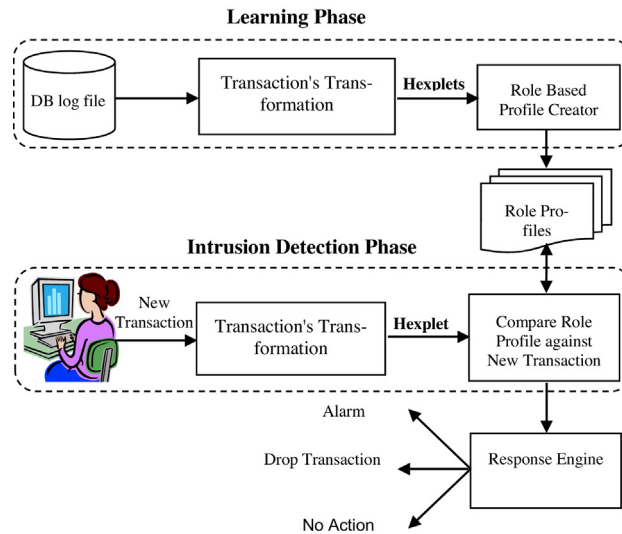 Learning Phase
DB log file
Transaction's Trans-
formation
Hexplets
Role Based
Profile Creator
Role Pro-
files
Intrusion Detection Phase
New
Transaction
Transaction's Trans-
formation
Hexplet
Compare Role
Profile against
New Transaction
Alarm
Drop Transaction
No Action
Response Engine